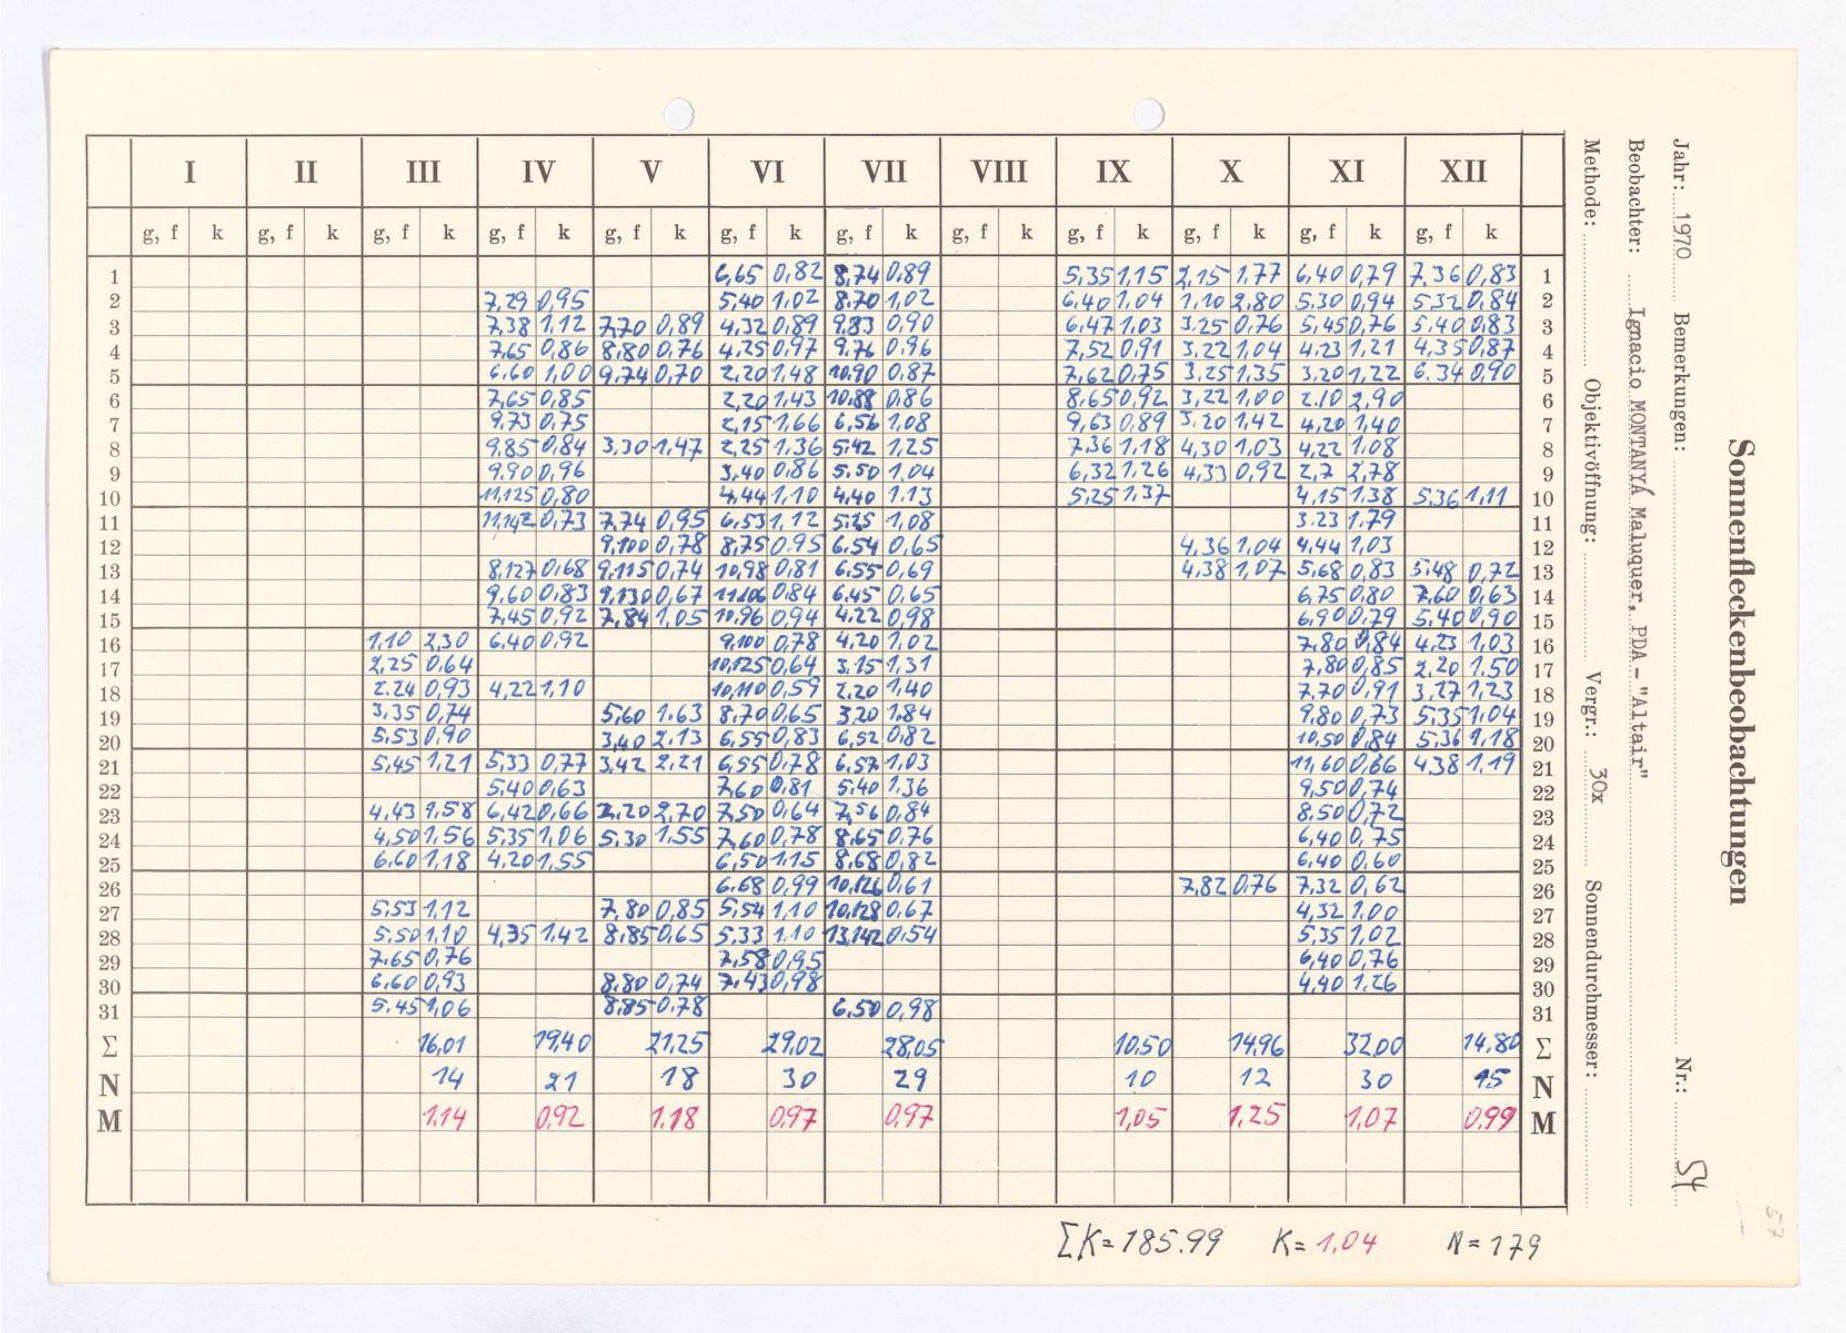 Sonnenfleckenbeobachtungen
Jahr: 1970 Bemerkungen: Nr.: 57
Beobachter: Ignacio MONTANYÁ Maluquer, PDA - "Altair"
Methode: Objektivöffnung: Vergr.: 30x Sonnendurchmesser:
I II III IV V VI VII VIII IX X XI XII
g, f k g, f k g, f k g, f k g, f k g, f k g, f k g, f k g, f k g, f k g, f k g, f k
1 6,65 0,82 8,74 0,89 5,35 1,15 2,15 1,77 6,40 0,79 7,36 0,83 1
2 7,29 0,95 5,40 1,02 8,70 1,02 6,40 1,04 1,10 2,80 5,30 0,94 5,32 0,84 2
3 7,38 1,12 7,70 0,89 4,32 0,89 9,83 0,90 6,47 1,03 3,25 0,76 5,45 0,76 5,40 0,83 3
4 7,65 0,86 8,80 0,76 4,25 0,97 9,76 0,96 7,52 0,91 3,22 1,04 4,23 1,21 4,35 0,87 4
5 6,60 1,00 9,74 0,70 2,20 1,48 10,90 0,87 7,62 0,75 3,25 1,35 3,20 1,22 6.34 0,90 5
6 7,65 0,85 2,20 1,43 10,88 0,86 8,65 0,92 3,22 1,00 2.10 2,90 6
7 9,73 0,75 2,15 1,66 6,56 1,08 9,63 0,89 3.20 1,42 4,20 1,40 7
8 9,85 0,84 3,30 1,47 2,25 1,36 5,42 1,25 7,36 1,18 4,30 1,03 4,22 1,08 8
9 9,90 0,96 3,40 0,86 5,50 1,04 6,32 1,26 4,33 0,92 2,7 2,78 9
10 11,125 0,80 4,44 1,10 4,40 1,13 5,25 1,37 4,15 1,38 5,36 1,11 10
11 11,142 0,73 7,74 0,95 6,53 1,12 5,25 1,08 3.23 1,79 11
12 9,100 0,78 8,75 0,95 6,54 0,65 4,36 1,04 4,44 1,03 12
13 8,127 0,68 9,115 0,74 10,98 0,81 6,55 0,69 4,38 1,07 5,68 0,83 5,48 0,72 13
14 9,60 0,83 9,130 0,67 11,106 0,84 6,45 0,65 6,75 0,80 7,60 0,63 14
15 7,45 0,92 7,84 1,05 10,96 0,94 4,22 0,98 6,90 0,79 5,40 0,90 15
16 1,10 2,30 6,40 0,92 9,100 0,78 4,20 1,02 7,80 0,84 4,23 1,03 16
17 2,25 0,64 10,125 0,64 3.15 1,31 7,80 0,85 2,20 1,50 17
18 2.24 0,93 4,22 1,10 10,110 0,59 2,20 1,40 7,70 0,91 3,27 1,23 18
19 3,35 0,74 5,60 1.63 8,70 0,65 3,20 1,84 9,80 0,73 5,35 1,04 19
20 5,53 0,90 3,40 2,13 6,55 0,83 6,52 0,82 10,50 0,84 5,36 1,18 20
21 5,45 1,21 5,33 0,77 3,42 2,21 6,55 0,78 6,57 1,03 11,60 0,66 4,38 1,19 21
22 5,40 0,63 7,60 0,81 5,40 1,36 9,50 0,74 22
23 4,43 1,58 6,42 0,66 2,20 2,70 7,50 0,64 7,56 0,84 8,50 0,72 23
24 4,50 1,56 5,35 1,06 5,30 1.55 7,60 0,78 8,65 0,76 6,40 0,75 24
25 6,60 1,18 4,20 1,55 6,50 1,15 8,68 0,82 6,40 0,60 25
26 6,68 0,99 10,126 0,61 7,82 0,76 7,32 0,62 26
27 5,53 1,12 7,80 0,85 5,54 1,10 10,128 0,67 4,32 1,00 27
28 5,50 1,10 4,35 1,42 8,85 0,65 5,33 1.10 13,142 0,54 5,35 1,02 28
29 7,65 0,76 7,58 0,95 6,40 0,76 29
30 6,60 0,93 8,80 0,74 7,43 0,98 4,40 1.26 30
31 5.45 1,06 8,85 0,78 6,50 0,98 31
Σ 16,01 19,40 21,25 29,02 28,05 10,50 14,96 32,00 14,80 Σ
N 14 21 18 30 29 10 12 30 15 N
M 1,14 0,92 1,18 0,97 0,97 1,05 1,25 1,07 0,99 M
ΣK = 185.99 K = 1,04 N = 179
57